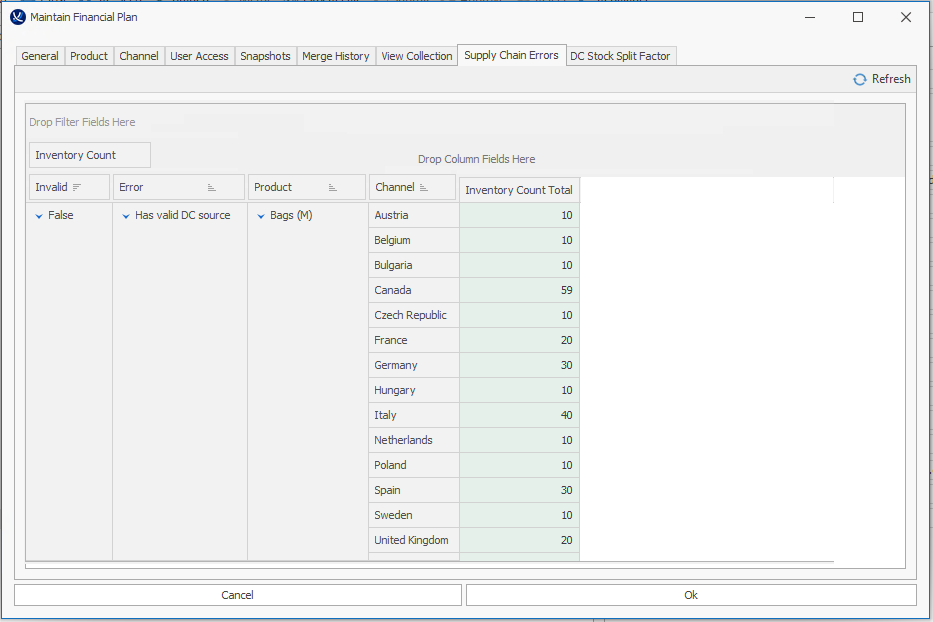 Maintain Financial Plan
General Product Channel User Access Snapshots Merge History View Collection Supply Chain Errors DC Stock Split Factor
Refresh
Drop Filter Fields Here
Inventory Count
Drop Column Fields Here
Invalid Error Product Channel Inventory Count Total
False Has valid DC source Bags (M) Austria 10
Belgium 10
Bulgaria 10
Canada 59
Czech Republic 10
France 20
Germany 30
Hungary 10
Italy 40
Netherlands 10
Poland 10
Spain 30
Sweden 10
United Kingdom 20
Cancel Ok